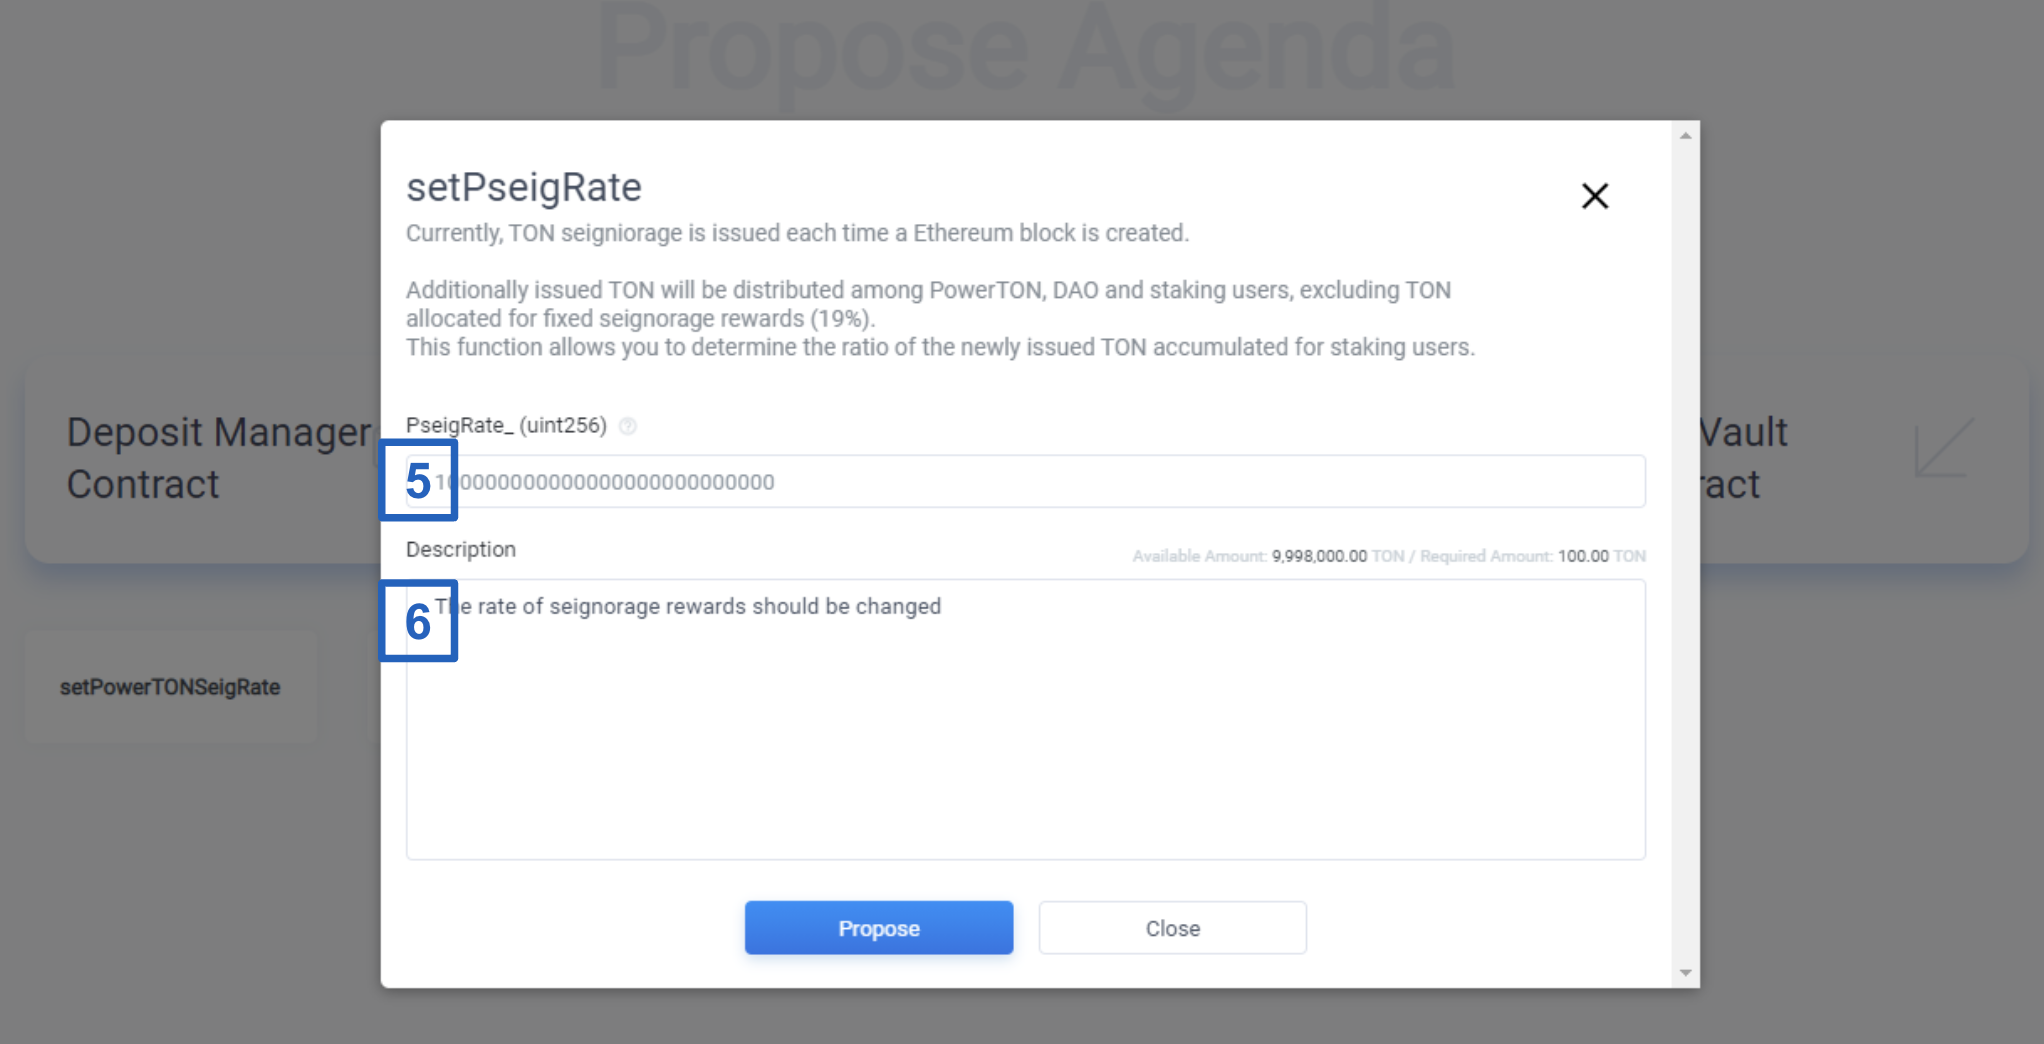 Propose Agenda
setPseigRate
Currently, TON seigniorage is issued each time a Ethereum block is created.
Additionally issued TON will be distributed among PowerTON, DAO and staking users, excluding TON
allocated for fixed seignorage rewards (19%).
This function allows you to determine the ratio of the newly issued TON accumulated for staking users.
Deposit Manager
Contract
Vault
ract
PseigRate_ (uint256)
5
100000000000000000000000000
Description
Available Amount: 9,998,000.00 TON / Required Amount: 100.00 TON
6
The rate of seignorage rewards should be changed
setPowerTONSeigRate
Propose
Close